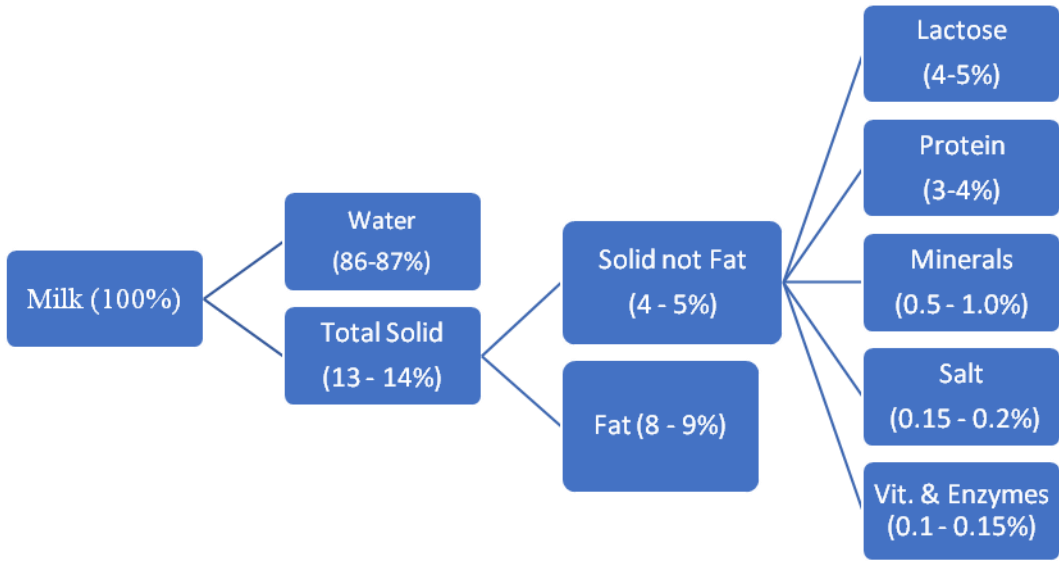 Milk (100%)
Water
(86-87%)
Total Solid
(13 - 14%)
Solid not Fat
(4 - 5%)
Fat (8 - 9%)
Lactose
(4-5%)
Protein
(3-4%)
Minerals
(0.5 - 1.0%)
Salt
(0.15 - 0.2%)
Vit. & Enzymes
(0.1 - 0.15%)